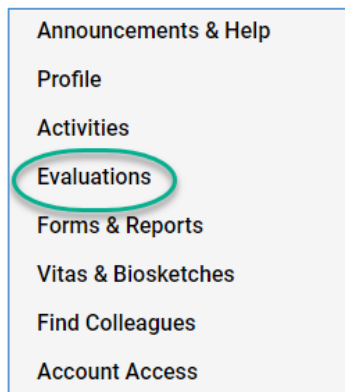 Announcements & Help
Profile
Activities
Evaluations
Forms & Reports
Vitas & Biosketches
Find Colleagues
Account Access